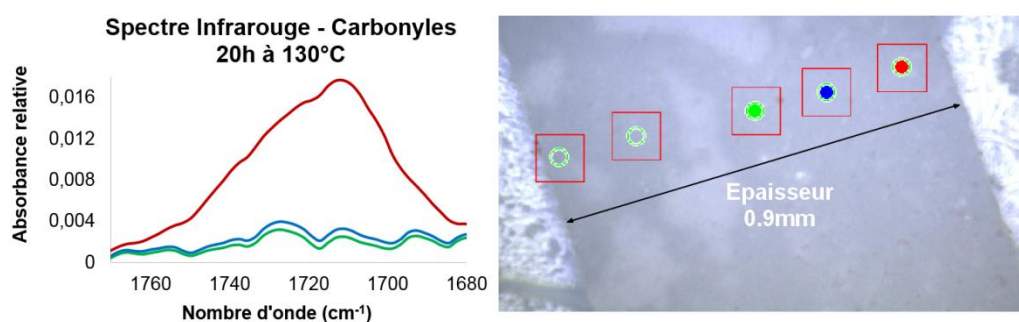 Spectre Infrarouge - Carbonyles
20h à 130°C
Absorbance relative
0,016
0,012
0,008
0,004
0
1760
1740
1720
1700
1680
Nombre d'onde (cm⁻¹)
Epaisseur
0.9mm